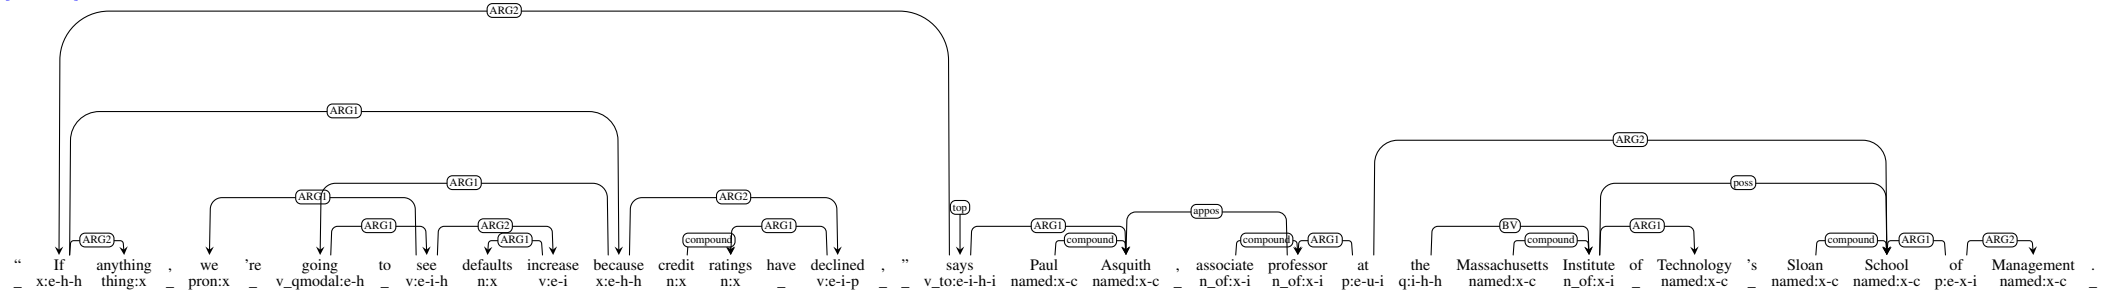 ARG2
ARG1
ARG2
ARG1 poss
ARG1 ARG2
top appos
ARG1 ARG2 ARG1 ARG1 BV ARG1
ARG2 ARG1 compound compound compound ARG1 compound compound ARG1 ARG2
“ If anything , we ’re going to see defaults increase because credit ratings have declined , ” says Paul Asquith , associate professor at the Massachusetts Institute of Technology ’s Sloan School of Management .
_ x:e-h-h thing:x _ pron:x _ v_qmodal:e-h _ v:e-i-h n:x v:e-i x:e-h-h n:x n:x _ v:e-i-p _ _ v_to:e-i-h-i named:x-c named:x-c _ n_of:x-i n_of:x-i p:e-u-i q:i-h-h named:x-c n_of:x-i _ named:x-c _ named:x-c named:x-c p:e-x-i named:x-c _